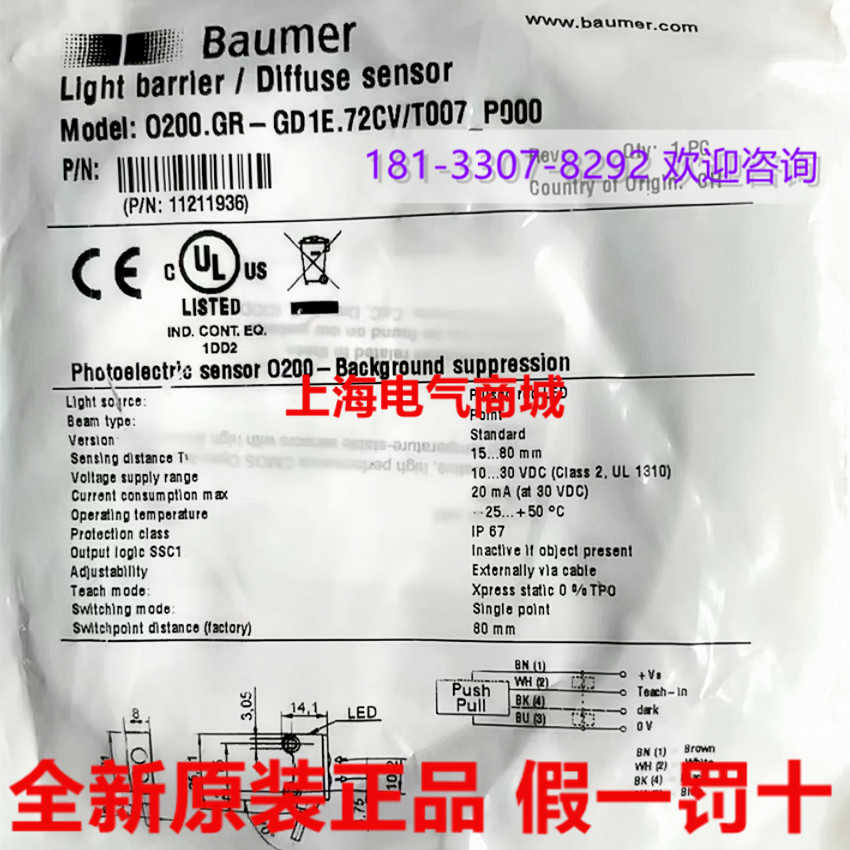 Baumer
www.baumer.com
Light barrier / Diffuse sensor
Model: O200.GR-GD1E.72CV/T007_P000
Qty: 1 PC
P/N:
181-3307-8292 欢迎咨询
Country of Origin:
(P/N: 11211936)
CE
C UL US
LISTED
IND. CONT. EQ.
1DD2
Photoelectric sensor O200-Background suppression
上海电气商城
Light source:
Beam type: Point
Version Standard
Sensing distance 15...80 mm
Voltage supply range 10...30 VDC (Class 2, UL 1310)
Current consumption max 20 mA (at 30 VDC)
Operating temperature -25...+50 °C
Protection class IP 67
Output logic SSC1 Inactive if object present
Adjustability Externally via cable
Teach mode: Xpress static 0 % TPO
Switching mode: Single point
Switchpoint distance (factory) 80 mm
BN (1) +Vs
WH (2) Teach-in
Push Pull
BK (4) dark
BU (3) 0V
3,05
14,1
LED
8
BN (1) Brown
WH (2)
BK (4)
全新原装正品 假一罚十